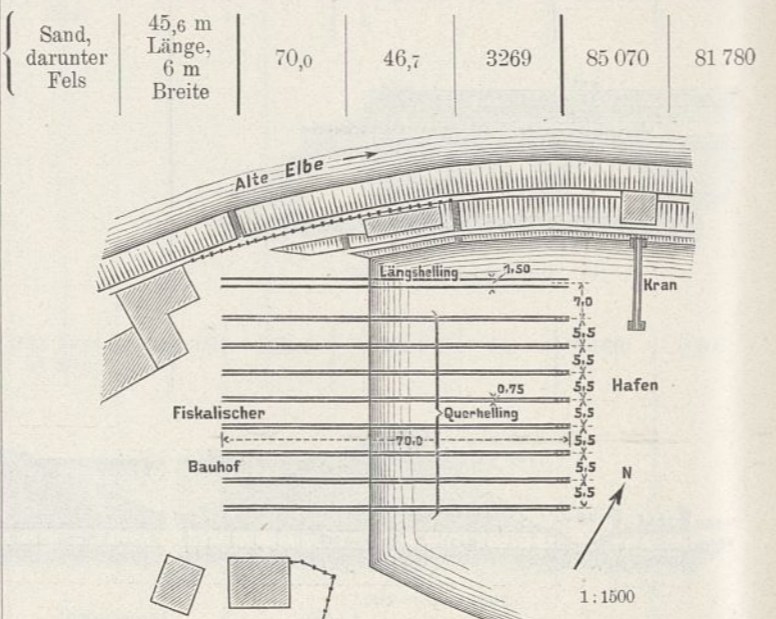 Sand,
darunter
Fels
45,6 m
Länge,
6 m
Breite
70,0
46,7
3269
85 070
81 780
Alte Elbe
Längshelling
1,50
Kran
7,0
5,5
5,5
0,75
5,5
Hafen
Fiskalischer
Querhelling
5,5
70,0
5,5
Bauhof
5,5
5,5
N
1:1500